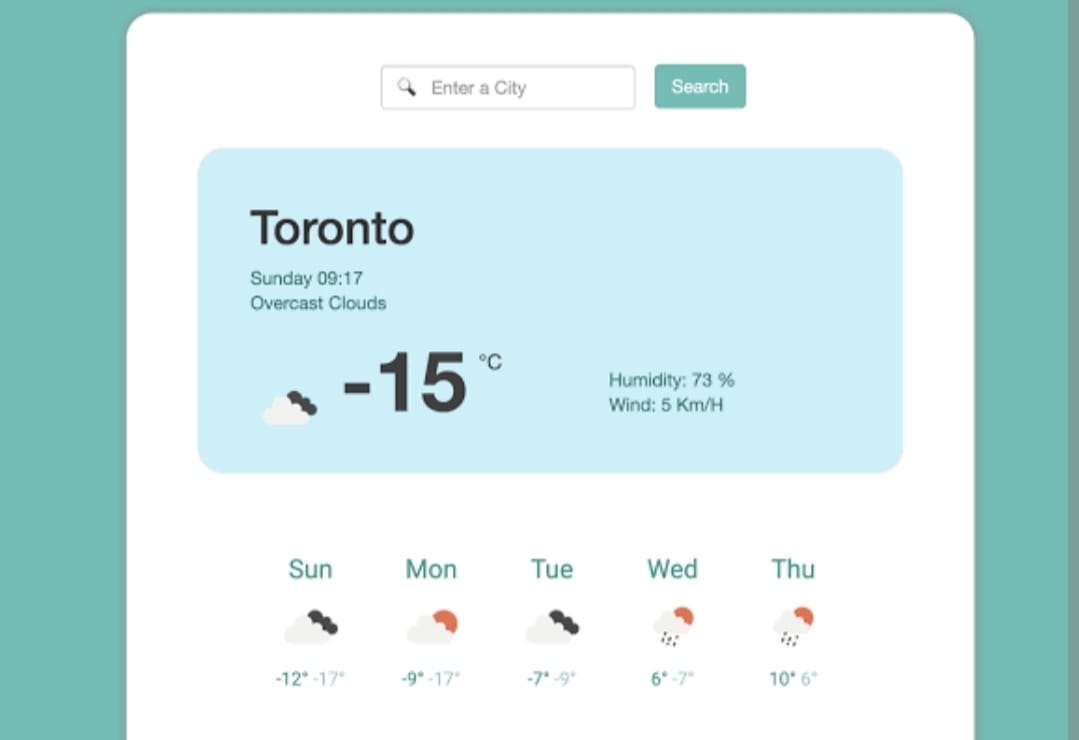 Enter a City
Search
Toronto
Sunday 09:17
Overcast Clouds
-15 °C
Humidity: 73 %
Wind: 5 Km/H
Sun Mon Tue Wed Thu
-12° -17° -9° -17° -7° -9° 6° -7° 10° 6°